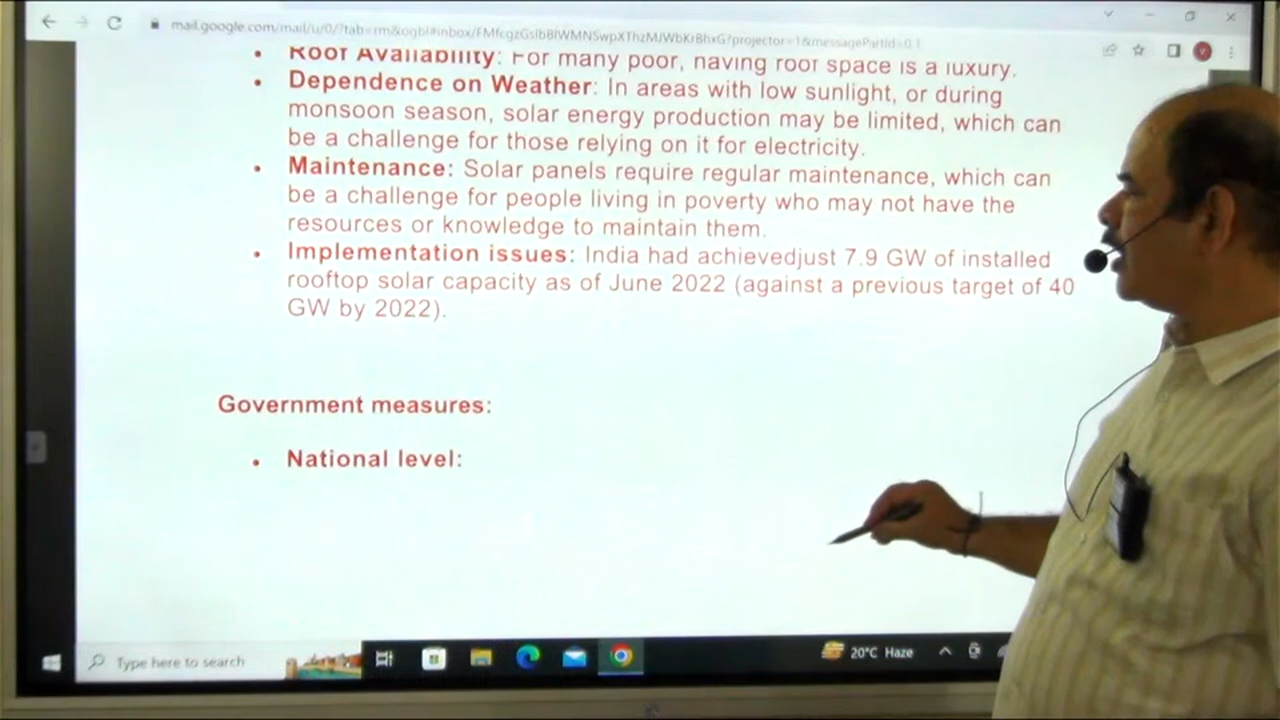 mail.google.com/mail/u/0/?tab=rm&ogbl#inbox/FMfcgzGslbBlWMNSwpXThzMJWbKrBhxG?projector=1&messagePartId=0.1
• Roof Availability: For many poor, having roof space is a luxury.
• Dependence on Weather: In areas with low sunlight, or during
monsoon season, solar energy production may be limited, which can
be a challenge for those relying on it for electricity.
• Maintenance: Solar panels require regular maintenance, which can
be a challenge for people living in poverty who may not have the
resources or knowledge to maintain them.
• Implementation issues: India had achievedjust 7.9 GW of installed
rooftop solar capacity as of June 2022 (against a previous target of 40
GW by 2022).
Government measures:
• National level:
Type here to search
20°C Haze